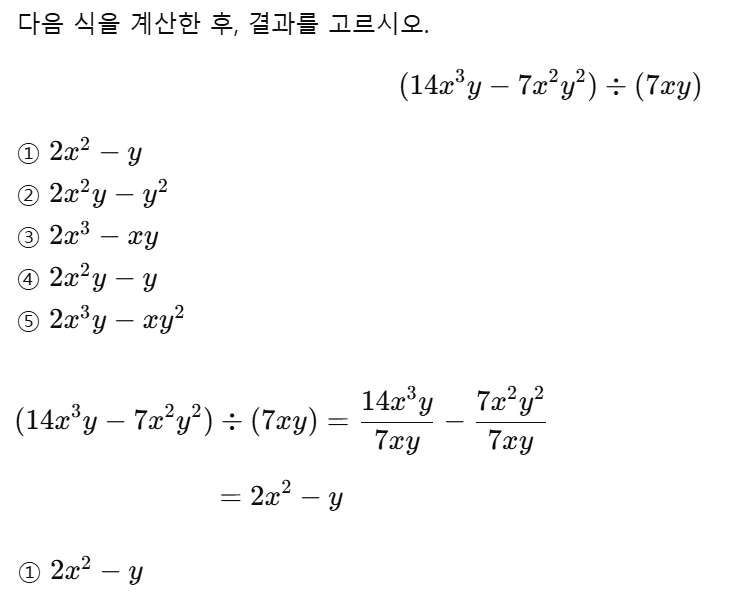 다음 식을 계산한 후, 결과를 고르시오.
(14x³y − 7x²y²) ÷ (7xy)
① 2x² − y
② 2x²y − y²
③ 2x³ − xy
④ 2x²y − y
⑤ 2x³y − xy²
(14x³y − 7x²y²) ÷ (7xy) = \frac{14x³y}{7xy} − \frac{7x²y²}{7xy}
= 2x² − y
① 2x² − y